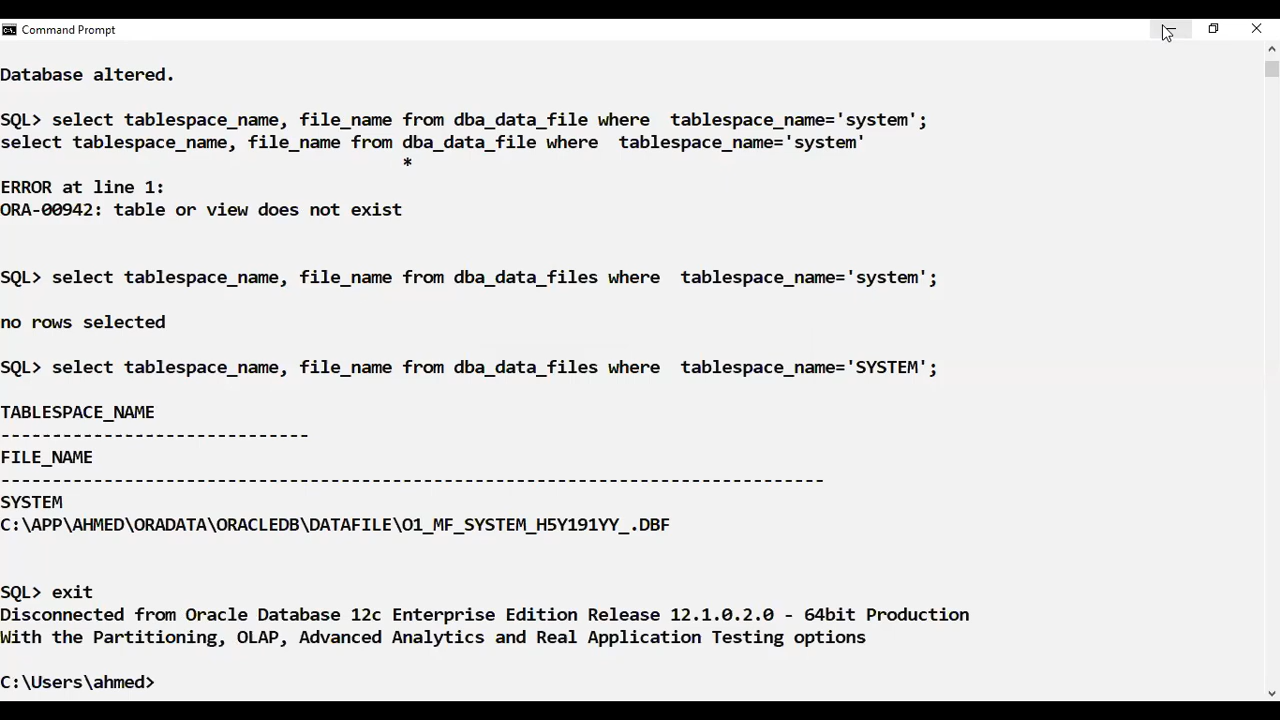 Command Prompt
Database altered.
SQL> select tablespace_name, file_name from dba_data_file where  tablespace_name='system';
select tablespace_name, file_name from dba_data_file where  tablespace_name='system'
*
ERROR at line 1:
ORA-00942: table or view does not exist
SQL> select tablespace_name, file_name from dba_data_files where  tablespace_name='system';
no rows selected
SQL> select tablespace_name, file_name from dba_data_files where  tablespace_name='SYSTEM';
TABLESPACE_NAME
------------------------------
FILE_NAME
--------------------------------------------------------------------------------
SYSTEM
C:\APP\AHMED\ORADATA\ORACLEDB\DATAFILE\O1_MF_SYSTEM_H5Y191YY_.DBF
SQL> exit
Disconnected from Oracle Database 12c Enterprise Edition Release 12.1.0.2.0 - 64bit Production
With the Partitioning, OLAP, Advanced Analytics and Real Application Testing options
C:\Users\ahmed>